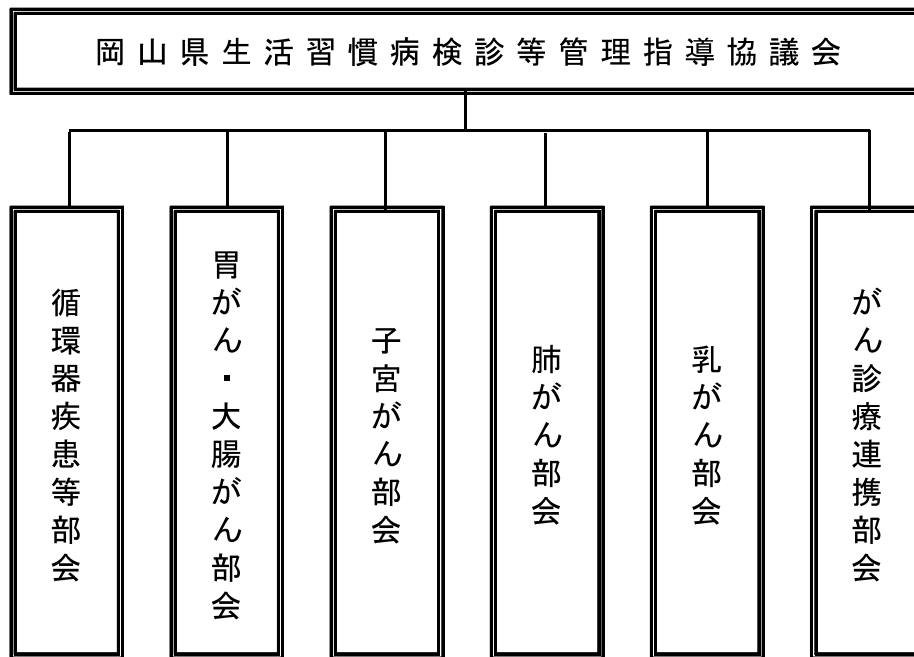 岡山県生活習慣病検診等管理指導協議会
循環器疾患等部会
胃がん・大腸がん部会
子宮がん部会
肺がん部会
乳がん部会
がん診療連携部会